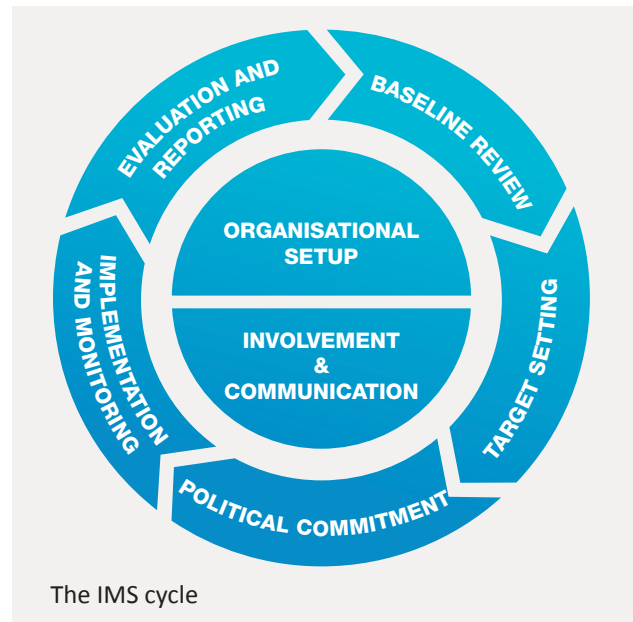 EVALUATION AND
REPORTING
BASELINE REVIEW
TARGET SETTING
POLITICAL COMMITMENT
IMPLEMENTATION
AND MONITORING
ORGANISATIONAL
SETUP
INVOLVEMENT
&
COMMUNICATION
The IMS cycle